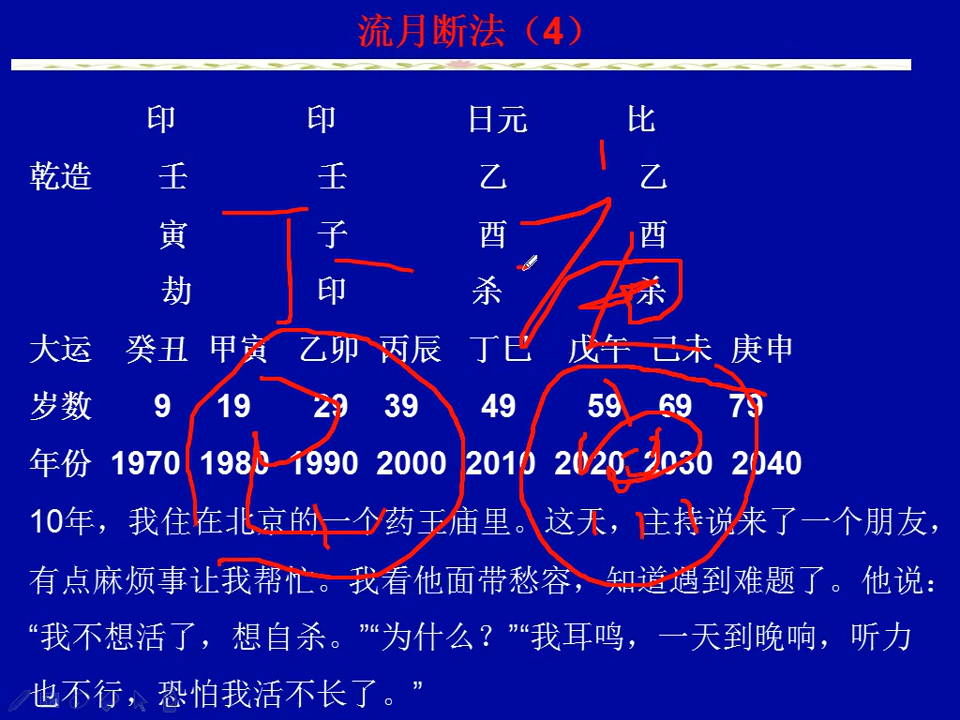 流月断法（4）
印 印 日元 比
乾造 壬 壬 乙 乙
寅 子 酉 酉
劫 印 杀 杀
大运 癸丑 甲寅 乙卯 丙辰 丁巳 戊午 己未 庚申
岁数 9 19 29 39 49 59 69 79
年份 1970 1980 1990 2000 2010 2020 2030 2040
10年，我住在北京的一个药王庙里。这天，主持说来了一个朋友，
有点麻烦事让我帮忙。我看他面带愁容，知道遇到难题了。他说：
“我不想活了，想自杀。”“为什么？”“我耳鸣，一天到晚响，听力
也不行，恐怕我活不长了。”